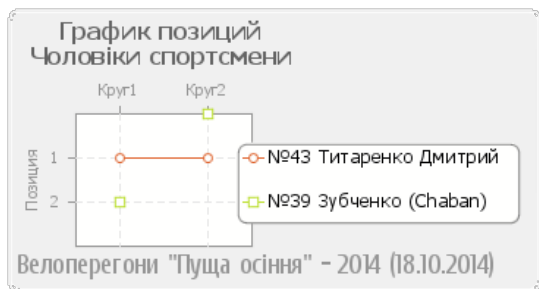 График позиций
Чоловіки спортсмени
Круг1 Круг2
Позиция
1
2
№43 Титаренко Дмитрий
№39 Зубченко (Chaban)
Велоперегони "Пуща осіння" - 2014 (18.10.2014)